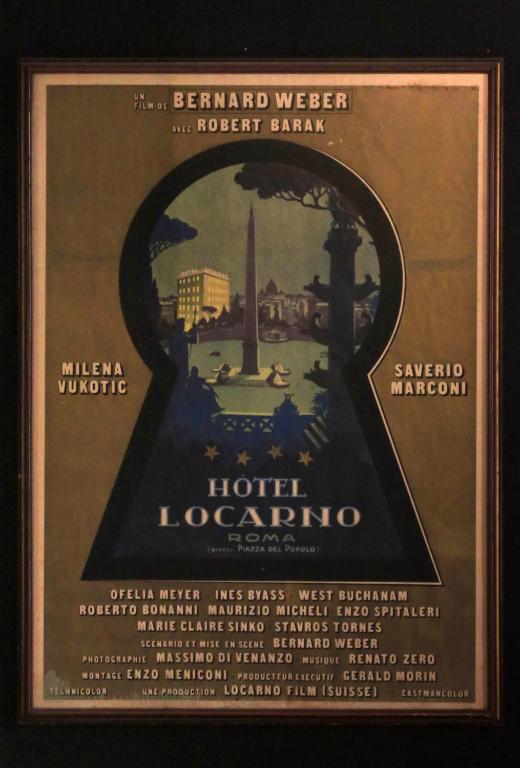 UN FILM DE BERNARD WEBER
AVEC ROBERT BARAK
MILENA VUKOTIC
SAVERIO MARCONI
HÔTEL
LOCARNO
ROMA
(presso PIAZZA DEL POPOLO)
OFELIA MEYER · INES BYASS · WEST BUCHANAM
ROBERTO BONANNI MAURIZIO MICHELI ENZO SPITALERI
MARIE CLAIRE SINKO STAVROS TORNES
SCENARIO ET MISE EN SCENE BERNARD WEBER
PHOTOGRAPHIE MASSIMO DI VENANZO MUSIQUE RENATO ZERO
MONTAGE ENZO MENICONI · PRODUCTEUR EXECUTIF GERALD MORIN
TECHNICOLOR UNE PRODUCTION LOCARNO FILM (SUISSE) EASTMANCOLOR